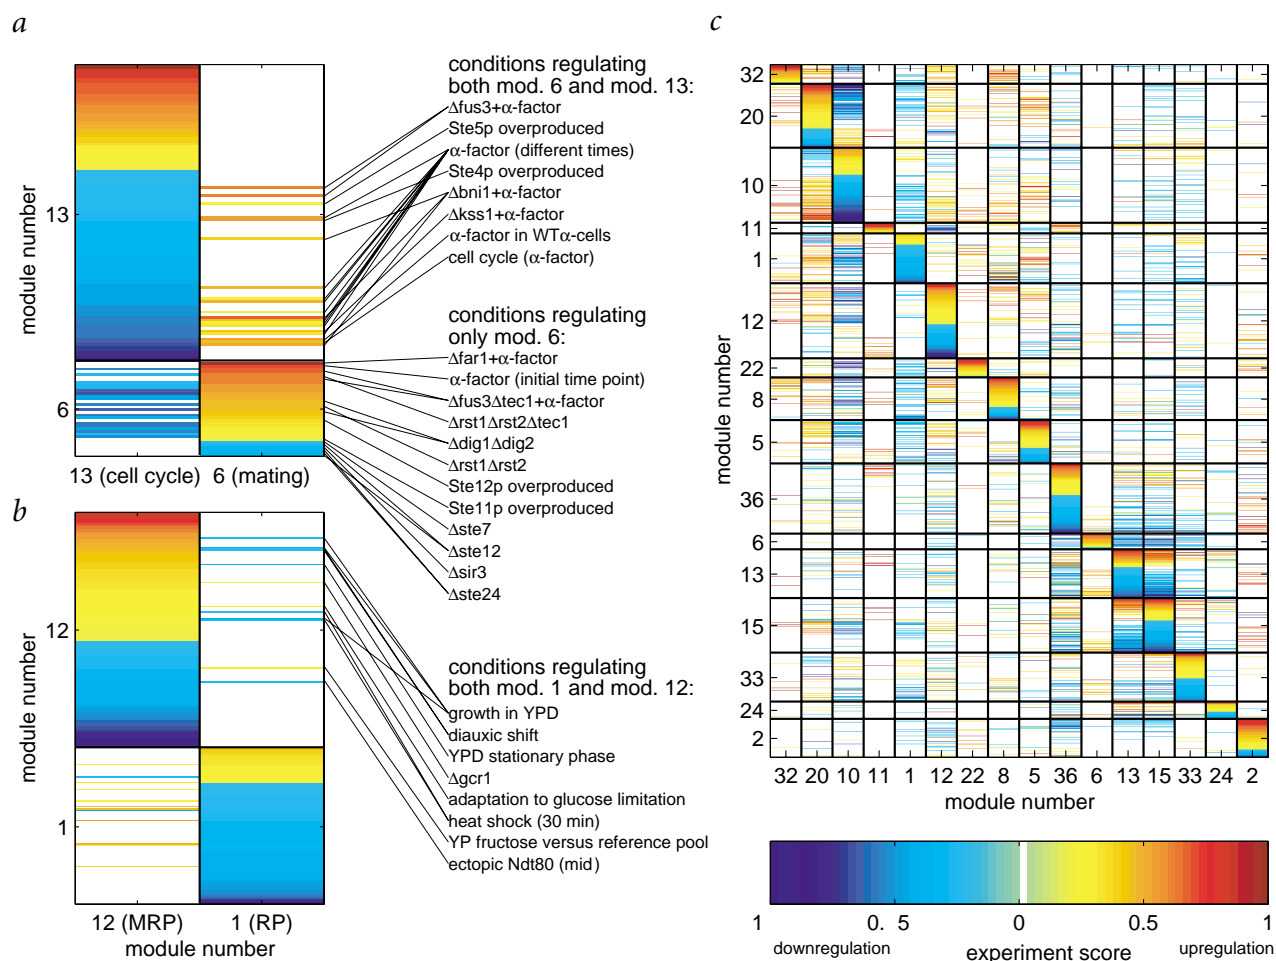 a
module number
13
6
13 (cell cycle) 6 (mating)
conditions regulating
both mod. 6 and mod. 13:
Δfus3+α-factor
Ste5p overproduced
α-factor (different times)
Ste4p overproduced
Δbni1+α-factor
Δkss1+α-factor
α-factor in WTα-cells
cell cycle (α-factor)
conditions regulating
only mod. 6:
Δfar1+α-factor
α-factor (initial time point)
Δfus3Δtec1+α-factor
Δrst1Δrst2Δtec1
Δdig1Δdig2
Δrst1Δrst2
Ste12p overproduced
Ste11p overproduced
Δste7
Δste12
Δsir3
Δste24
b
module number
12
1
12 (MRP) 1 (RP)
module number
conditions regulating
both mod. 1 and mod. 12:
growth in YPD
diauxic shift
YPD stationary phase
Δgcr1
adaptation to glucose limitation
heat shock (30 min)
YP fructose versus reference pool
ectopic Ndt80 (mid)
c
module number
32
20
10
11
1
12
22
8
5
36
6
13
15
33
24
2
32 20 10 11 1 12 22 8 5 36 6 13 15 33 24 2
module number
1 0. 5 0 0.5 1
downregulation experiment score upregulation